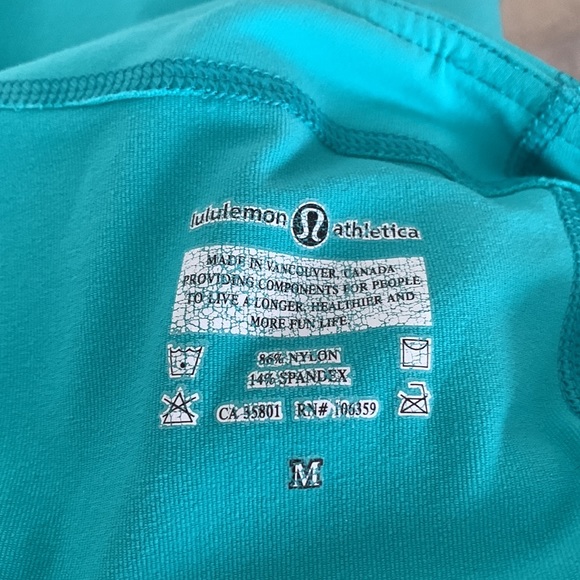 lululemon athletica
MADE IN VANCOUVER, CANADA
PROVIDING COMPONENTS FOR PEOPLE
TO LIVE A LONGER, HEALTHIER AND
MORE FUN LIFE.
86% NYLON
14% SPANDEX
CA 35801 RN# 106359
M